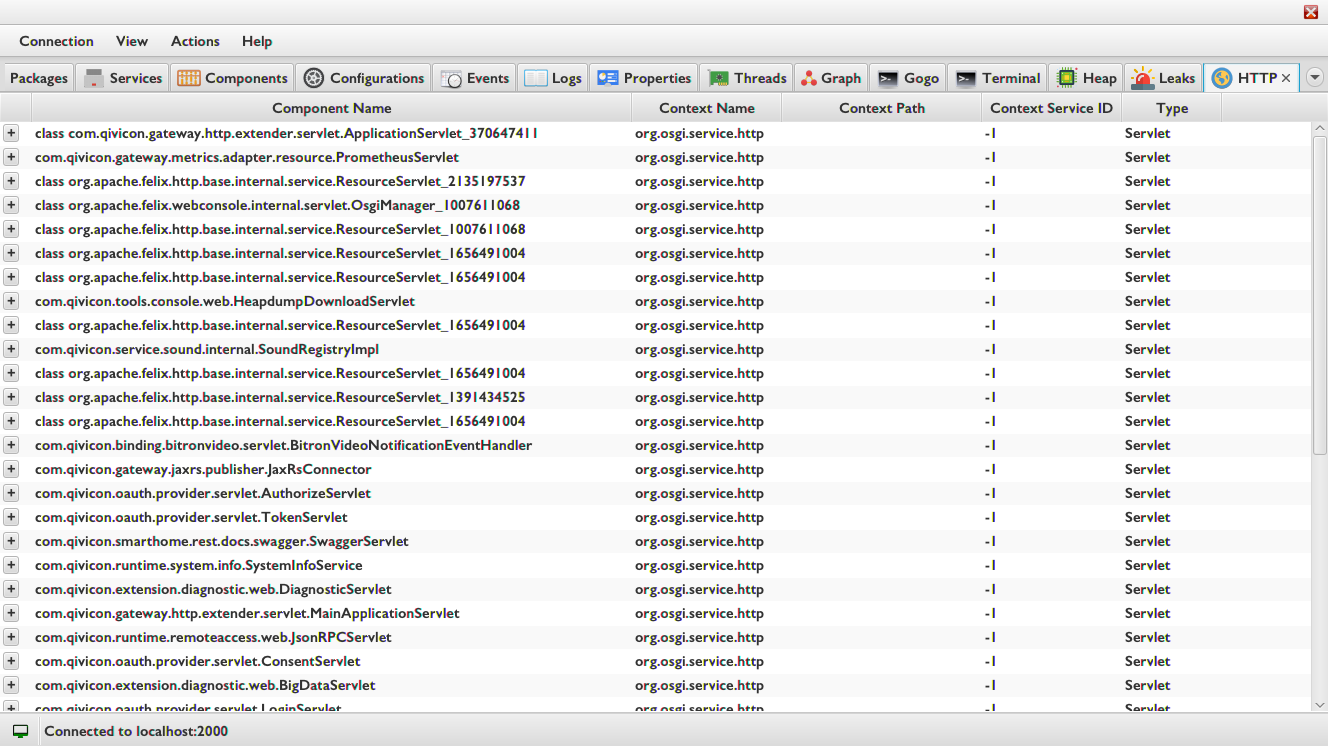 Connection View Actions Help
Packages Services Components Configurations Events Logs Properties Threads Graph Gogo Terminal Heap Leaks HTTP
Component Name Context Name Context Path Context Service ID Type
class com.qivicon.gateway.http.extender.servlet.ApplicationServlet_370647411 org.osgi.service.http -1 Servlet
com.qivicon.gateway.metrics.adapter.resource.PrometheusServlet org.osgi.service.http -1 Servlet
class org.apache.felix.http.base.internal.service.ResourceServlet_2135197537 org.osgi.service.http -1 Servlet
class org.apache.felix.webconsole.internal.servlet.OsgiManager_1007611068 org.osgi.service.http -1 Servlet
class org.apache.felix.http.base.internal.service.ResourceServlet_1007611068 org.osgi.service.http -1 Servlet
class org.apache.felix.http.base.internal.service.ResourceServlet_1656491004 org.osgi.service.http -1 Servlet
class org.apache.felix.http.base.internal.service.ResourceServlet_1656491004 org.osgi.service.http -1 Servlet
com.qivicon.tools.console.web.HeapdumpDownloadServlet org.osgi.service.http -1 Servlet
class org.apache.felix.http.base.internal.service.ResourceServlet_1656491004 org.osgi.service.http -1 Servlet
com.qivicon.service.sound.internal.SoundRegistryImpl org.osgi.service.http -1 Servlet
class org.apache.felix.http.base.internal.service.ResourceServlet_1656491004 org.osgi.service.http -1 Servlet
class org.apache.felix.http.base.internal.service.ResourceServlet_1391434525 org.osgi.service.http -1 Servlet
class org.apache.felix.http.base.internal.service.ResourceServlet_1656491004 org.osgi.service.http -1 Servlet
com.qivicon.binding.bitronvideo.servlet.BitronVideoNotificationEventHandler org.osgi.service.http -1 Servlet
com.qivicon.gateway.jaxrs.publisher.JaxRsConnector org.osgi.service.http -1 Servlet
com.qivicon.oauth.provider.servlet.AuthorizeServlet org.osgi.service.http -1 Servlet
com.qivicon.oauth.provider.servlet.TokenServlet org.osgi.service.http -1 Servlet
com.qivicon.smarthome.rest.docs.swagger.SwaggerServlet org.osgi.service.http -1 Servlet
com.qivicon.runtime.system.info.SystemInfoService org.osgi.service.http -1 Servlet
com.qivicon.extension.diagnostic.web.DiagnosticServlet org.osgi.service.http -1 Servlet
com.qivicon.gateway.http.extender.servlet.MainApplicationServlet org.osgi.service.http -1 Servlet
com.qivicon.runtime.remoteaccess.web.JsonRPCServlet org.osgi.service.http -1 Servlet
com.qivicon.oauth.provider.servlet.ConsentServlet org.osgi.service.http -1 Servlet
com.qivicon.extension.diagnostic.web.BigDataServlet org.osgi.service.http -1 Servlet
com.qivicon.oauth.provider.servlet.LoginServlet org.osgi.service.http -1 Servlet
Connected to localhost:2000